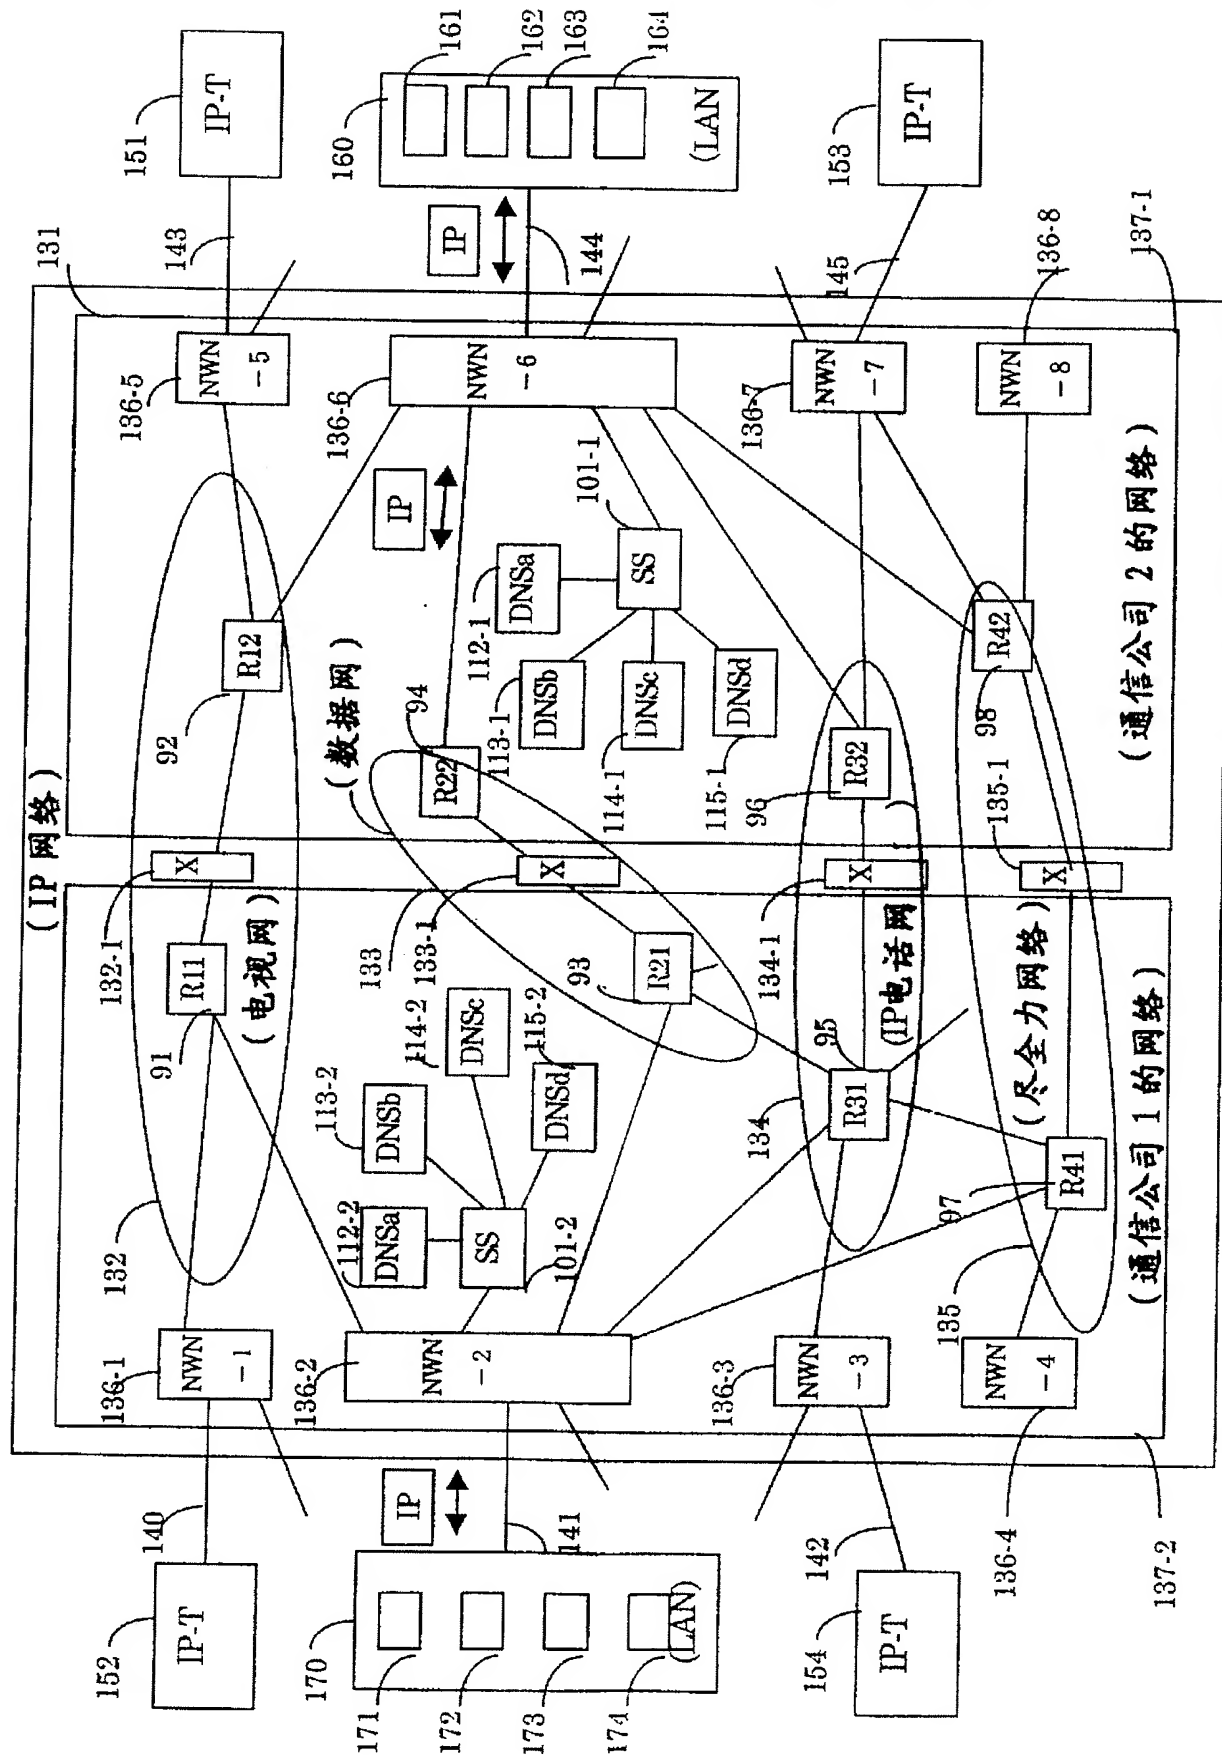 (IP 网络)
131
151
IP-T
143
136-5
NWN
-5
160
161
162
163
164
(LAN
IP
144
136-6
NWN
-6
IP
153
IP-T
145
136-7
NWN
-7
136-8
NWN
-8
137-1
(通信公司 2 的网络)
101-1
SS
112-1
DNSa
113-1
DNSb
114-1
DNSc
115-1
DNSd
92
R12
(数据网)
94
R22
96
R32
98
R42
132-1
X
133
133-1
X
134-1
X
135-1
X
(电视网)
R11
91
132
93
R21
(IP电话网)
95
R31
134
(尽全力网络)
97
R41
135
(通信公司 1 的网络)
112-2
DNSa
113-2
DNSb
114-2
DNSc
115-2
DNSd
SS
101-2
136-1
NWN
-1
136-2
NWN
-2
136-3
NWN
-3
136-4
NWN
-4
137-2
140
152
IP-T
IP
141
170
171
172
173
174
(LAN)
142
154
IP-T